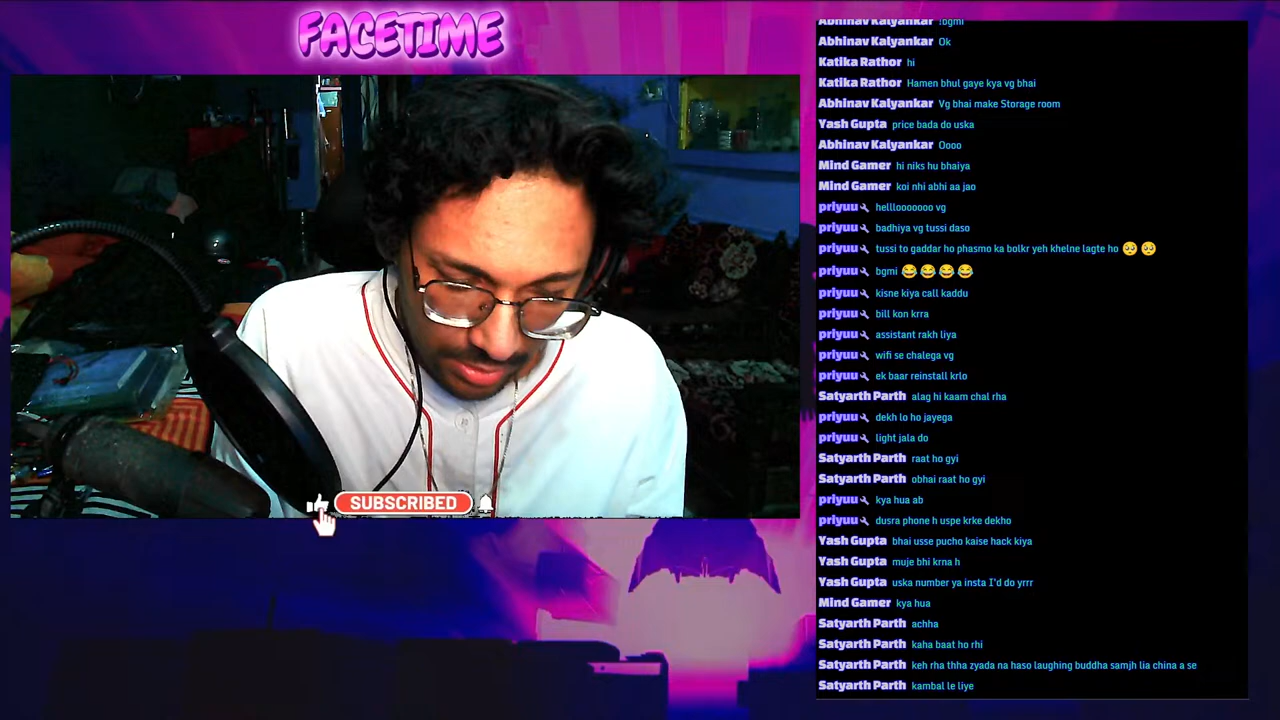 FACETIME
SUBSCRIBED
Abhinav Kalyankar !bgmi
Abhinav Kalyankar Ok
Katika Rathor hi
Katika Rathor Hamen bhul gaye kya vg bhai
Abhinav Kalyankar Vg bhai make Storage room
Yash Gupta price bada do uska
Abhinav Kalyankar Oooo
Mind Gamer hi niks hu bhaiya
Mind Gamer koi nhi abhi aa jao
priyuu helllooooooo vg
priyuu badhiya vg tussi daso
priyuu tussi to gaddar ho phasmo ka bolkr yeh khelne lagte ho 🥺 🥺
priyuu bgmi 😂 😂 😂 😂
priyuu kisne kiya call kaddu
priyuu bill kon krra
priyuu assistant rakh liya
priyuu wifi se chalega vg
priyuu ek baar reinstall krlo
Satyarth Parth alag hi kaam chal rha
priyuu dekh lo ho jayega
priyuu light jala do
Satyarth Parth raat ho gyi
Satyarth Parth obhai raat ho gyi
priyuu kya hua ab
priyuu dusra phone h uspe krke dekho
Yash Gupta bhai usse pucho kaise hack kiya
Yash Gupta muje bhi krna h
Yash Gupta uska number ya insta I'd do yrrr
Mind Gamer kya hua
Satyarth Parth achha
Satyarth Parth kaha baat ho rhi
Satyarth Parth keh rha thha zyada na haso laughing buddha samjh lia china a se
Satyarth Parth kambal le liye